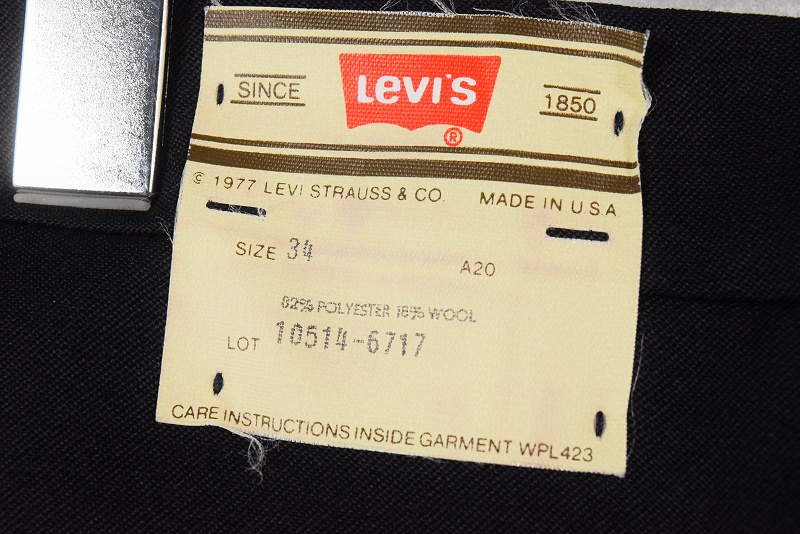 SINCE LEVI'S ® 1850
© 1977 LEVI STRAUSS & CO. MADE IN U.S.A
SIZE 34 A20
82% POLYESTER 18% WOOL
LOT 10514-6717
CARE INSTRUCTIONS INSIDE GARMENT WPL423